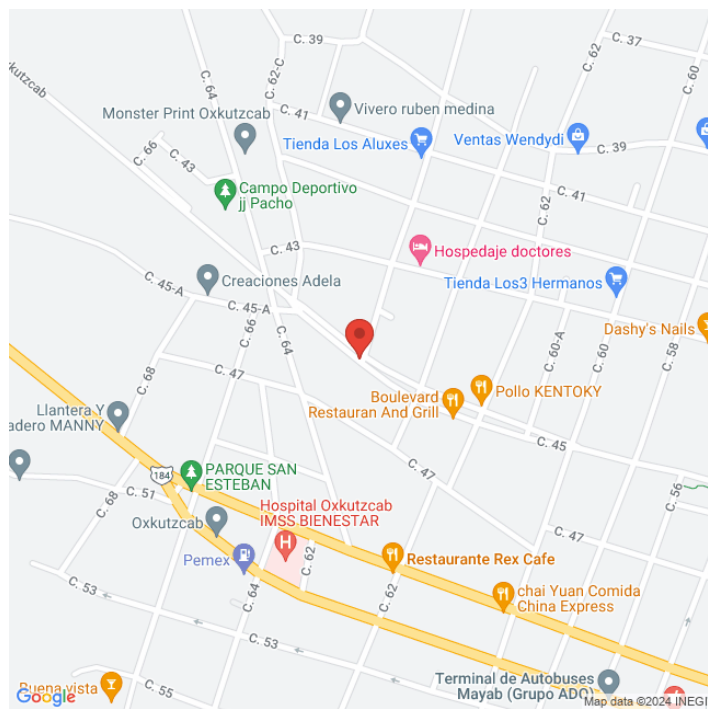 C. 39
C. 62
C. 37
C. 60
C. 62-C
C. 64
Oxkutzcab
Monster Print Oxkutzcab
C. 41
Vivero ruben medina
Tienda Los Aluxes
Ventas Wendydi
C. 39
C. 66
C. 43
Campo Deportivo
jj Pacho
C. 62
C. 41
C. 43
Hospedaje doctores
C. 45-A
Creaciones Adela
Tienda Los3 Hermanos
C. 45-A
C. 66
C. 64
C. 60-A
C. 60
C. 58
Dashy's Nails
C. 68
C. 47
Boulevard
Restauran And Grill
Pollo KENTOKY
Llantera Y
adero MANNY
C. 45
184
PARQUE SAN
ESTEBAN
C. 47
C. 56
C. 51
C. 68
Oxkutzcab
Hospital Oxkutzcab
IMSS BIENESTAR
C. 47
Pemex
C. 62
Restaurante Rex Cafe
C. 53
C. 64
C. 62
chai Yuan Comida
China Express
C. 53
Buena vista
C. 55
Terminal de Autobuses
Mayab (Grupo ADO)
Google
Map data ©2024 INEGI